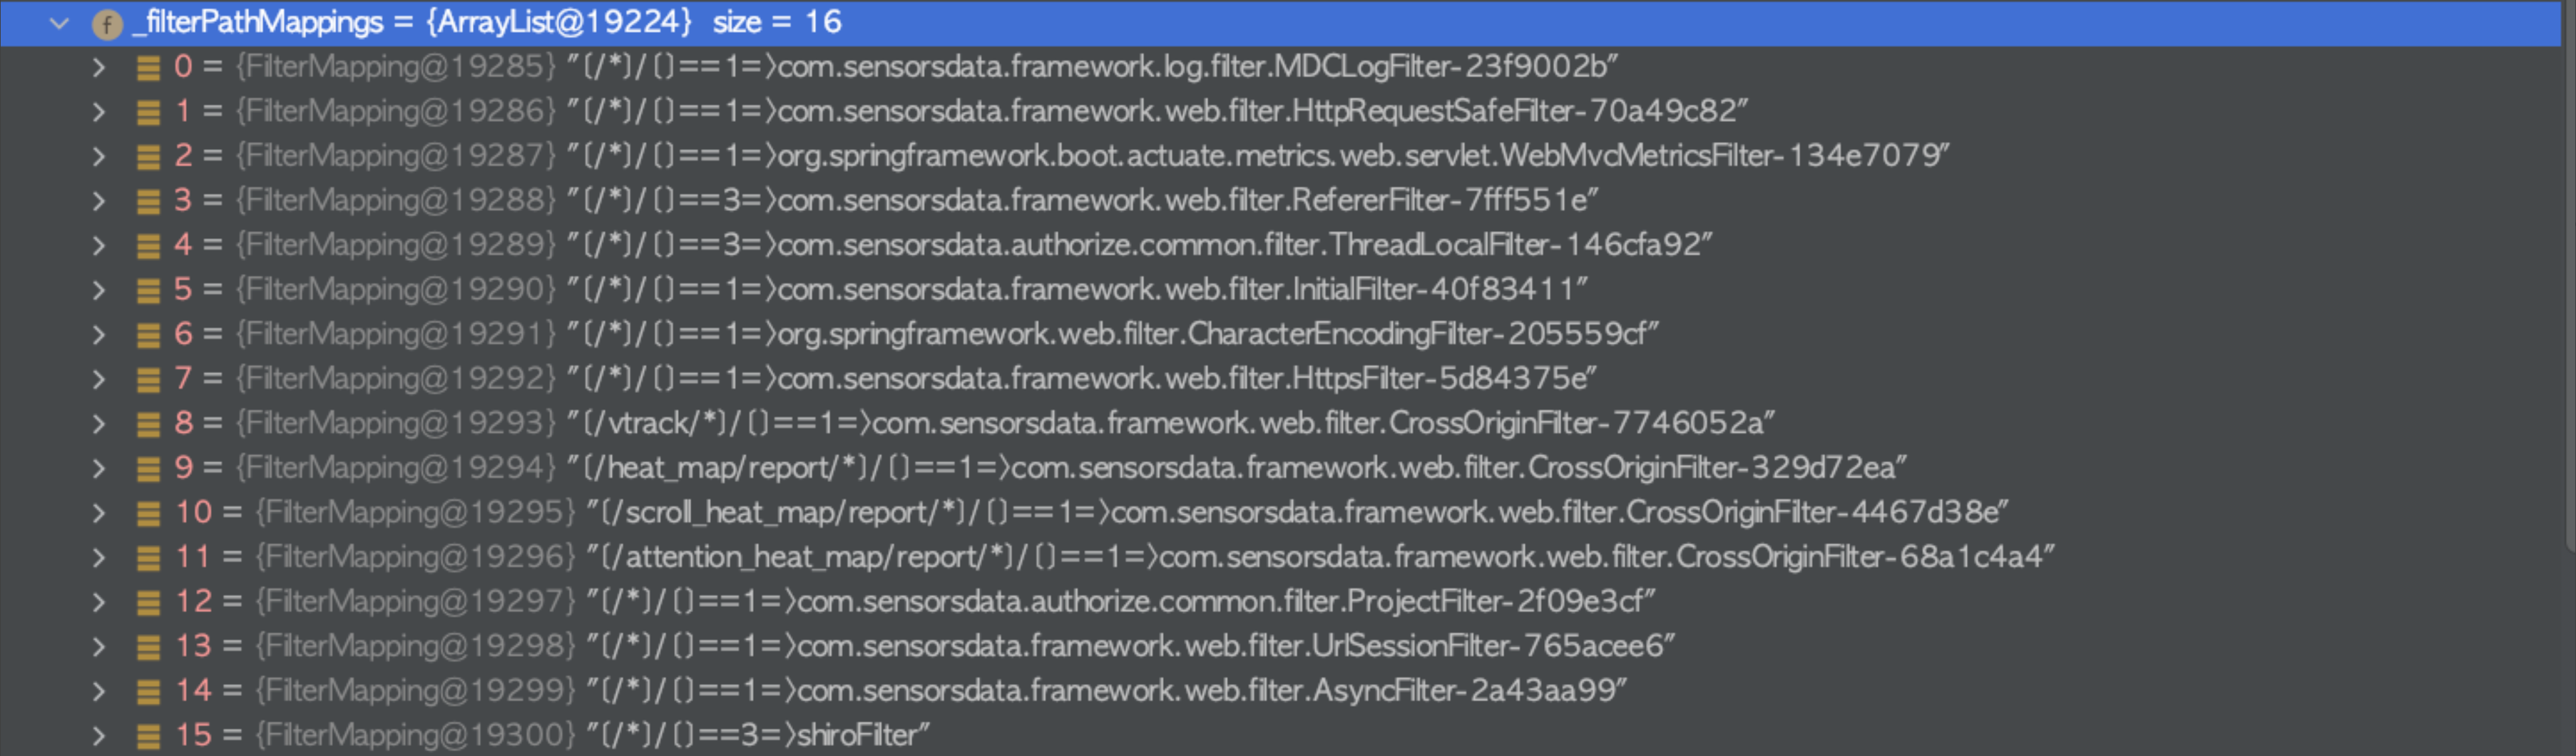 f _filterPathMappings = {ArrayList@19224} size = 16
0 = {FilterMapping@19285} "[/*]/[]==1=>com.sensorsdata.framework.log.filter.MDCLogFilter-23f9002b"
1 = {FilterMapping@19286} "[/*]/[]==1=>com.sensorsdata.framework.web.filter.HttpRequestSafeFilter-70a49c82"
2 = {FilterMapping@19287} "[/*]/[]==1=>org.springframework.boot.actuate.metrics.web.servlet.WebMvcMetricsFilter-134e7079"
3 = {FilterMapping@19288} "[/*]/[]==3=>com.sensorsdata.framework.web.filter.RefererFilter-7fff551e"
4 = {FilterMapping@19289} "[/*]/[]==3=>com.sensorsdata.authorize.common.filter.ThreadLocalFilter-146cfa92"
5 = {FilterMapping@19290} "[/*]/[]==1=>com.sensorsdata.framework.web.filter.InitialFilter-40f83411"
6 = {FilterMapping@19291} "[/*]/[]==1=>org.springframework.web.filter.CharacterEncodingFilter-205559cf"
7 = {FilterMapping@19292} "[/*]/[]==1=>com.sensorsdata.framework.web.filter.HttpsFilter-5d84375e"
8 = {FilterMapping@19293} "[/vtrack/*]/[]==1=>com.sensorsdata.framework.web.filter.CrossOriginFilter-7746052a"
9 = {FilterMapping@19294} "[/heat_map/report/*]/[]==1=>com.sensorsdata.framework.web.filter.CrossOriginFilter-329d72ea"
10 = {FilterMapping@19295} "[/scroll_heat_map/report/*]/[]==1=>com.sensorsdata.framework.web.filter.CrossOriginFilter-4467d38e"
11 = {FilterMapping@19296} "[/attention_heat_map/report/*]/[]==1=>com.sensorsdata.framework.web.filter.CrossOriginFilter-68a1c4a4"
12 = {FilterMapping@19297} "[/*]/[]==1=>com.sensorsdata.authorize.common.filter.ProjectFilter-2f09e3cf"
13 = {FilterMapping@19298} "[/*]/[]==1=>com.sensorsdata.framework.web.filter.UrlSessionFilter-765acee6"
14 = {FilterMapping@19299} "[/*]/[]==1=>com.sensorsdata.framework.web.filter.AsyncFilter-2a43aa99"
15 = {FilterMapping@19300} "[/*]/[]==3=>shiroFilter"